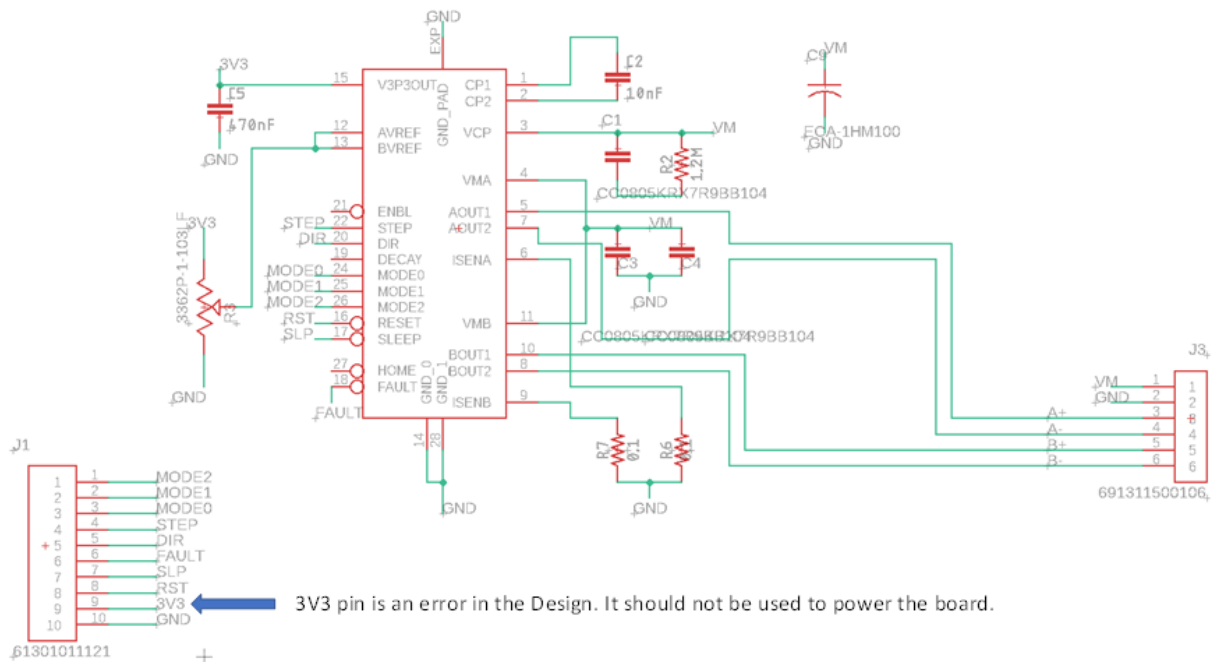 GND
EXP
3V3
15
V3P3OUT
GND_PAD
CP1
1
CP2
2
C2
10nF
C5
470nF
GND
12
AVREF
13
BVREF
VCP
3
C1
VM
R2
1.2M
CC0805KRX7R9BB104
C9
VM
ECA-1HM100
GND
VMA
4
21
ENBL
AOUT1
5
STEP
22
STEP
AOUT2
7
VM
DIR
20
DIR
19
DECAY
ISENA
6
C3
C4
MODE0
24
MODE0
MODE1
25
MODE1
MODE2
26
MODE2
GND
RST
16
RESET
VMB
11
SLP
17
SLEEP
3V3
3362P-1-103LF
R3
GND
BOUT1
10
27
HOME
BOUT2
8
18
FAULT
ISENB
9
FAULT
GND_0
GND_1
14
28
GND
R7
0.1
R6
GND
J3
VM
1
1
GND
2
2
A+
3
3
A-
4
4
B+
5
5
B-
6
6
691311500106
J1
1
1
MODE2
2
2
MODE1
3
3
MODE0
4
4
STEP
5
5
DIR
6
6
FAULT
7
7
SLP
8
8
RST
9
9
3V3
10
10
GND
61301011121
3V3 pin is an error in the Design. It should not be used to power the board.